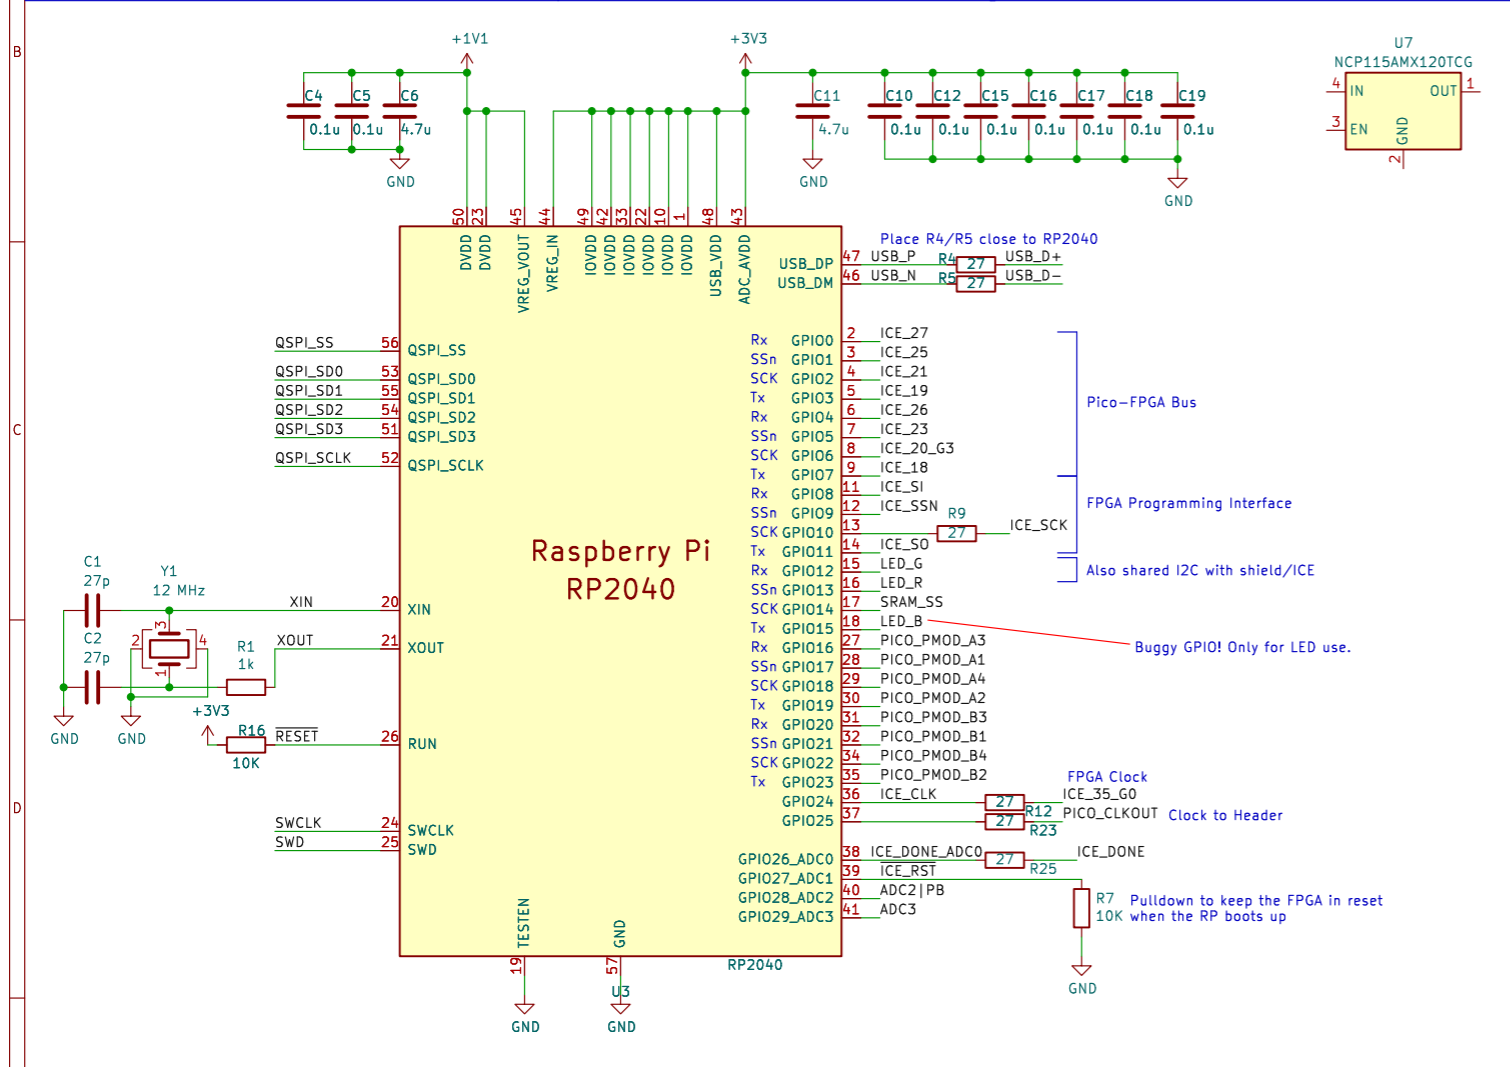 B
C
D
+1V1
C4
0.1u
C5
0.1u
C6
4.7u
GND
+3V3
C11
4.7u
GND
C10
0.1u
C12
0.1u
C15
0.1u
C16
0.1u
C17
0.1u
C18
0.1u
C19
0.1u
GND
U7
NCP115AMX120TCG
4 IN
OUT 1
3 EN
GND
2
50 DVDD
23 DVDD
45 VREG_VOUT
44 VREG_IN
49 IOVDD
42 IOVDD
33 IOVDD
22 IOVDD
10 IOVDD
1 IOVDD
48 USB_VDD
43 ADC_AVDD
Place R4/R5 close to RP2040
USB_DP 47 USB_P R4 27 USB_D+
USB_DM 46 USB_N R5 27 USB_D-
QSPI_SS 56 QSPI_SS
QSPI_SD0 53 QSPI_SD0
QSPI_SD1 55 QSPI_SD1
QSPI_SD2 54 QSPI_SD2
QSPI_SD3 51 QSPI_SD3
QSPI_SCLK 52 QSPI_SCLK
Rx GPIO0 2 ICE_27
SSn GPIO1 3 ICE_25
SCK GPIO2 4 ICE_21
Tx GPIO3 5 ICE_19
Pico-FPGA Bus
Rx GPIO4 6 ICE_26
SSn GPIO5 7 ICE_23
SCK GPIO6 8 ICE_20_G3
Tx GPIO7 9 ICE_18
Rx GPIO8 11 ICE_SI
SSn GPIO9 12 ICE_SSN
FPGA Programming Interface
SCK GPIO10 13 R9 27 ICE_SCK
Tx GPIO11 14 ICE_SO
Rx GPIO12 15 LED_G
Also shared I2C with shield/ICE
SSn GPIO13 16 LED_R
SCK GPIO14 17 SRAM_SS
Tx GPIO15 18 LED_B
Buggy GPIO! Only for LED use.
Rx GPIO16 27 PICO_PMOD_A3
SSn GPIO17 28 PICO_PMOD_A1
SCK GPIO18 29 PICO_PMOD_A4
Tx GPIO19 30 PICO_PMOD_A2
Rx GPIO20 31 PICO_PMOD_B3
SSn GPIO21 32 PICO_PMOD_B1
SCK GPIO22 34 PICO_PMOD_B4
Tx GPIO23 35 PICO_PMOD_B2
FPGA Clock
GPIO24 36 ICE_CLK 27 R12 ICE_35_G0
GPIO25 37 27 R23 PICO_CLKOUT
Clock to Header
GPIO26_ADC0 38 ICE_DONE_ADC0 27 R25 ICE_DONE
GPIO27_ADC1 39 ICE_RST
GPIO28_ADC2 40 ADC2|PB
GPIO29_ADC3 41 ADC3
R7
10K
Pulldown to keep the FPGA in reset
when the RP boots up
GND
Raspberry Pi
RP2040
C1
27p
Y1
12 MHz
XIN 20 XIN
C2
27p
2
3
4
1
R1
1k
XOUT 21 XOUT
GND
GND
+3V3
R16
10K
RESET 26 RUN
SWCLK 24 SWCLK
SWD 25 SWD
TESTEN
19
GND
GND
57
GND
U3
RP2040